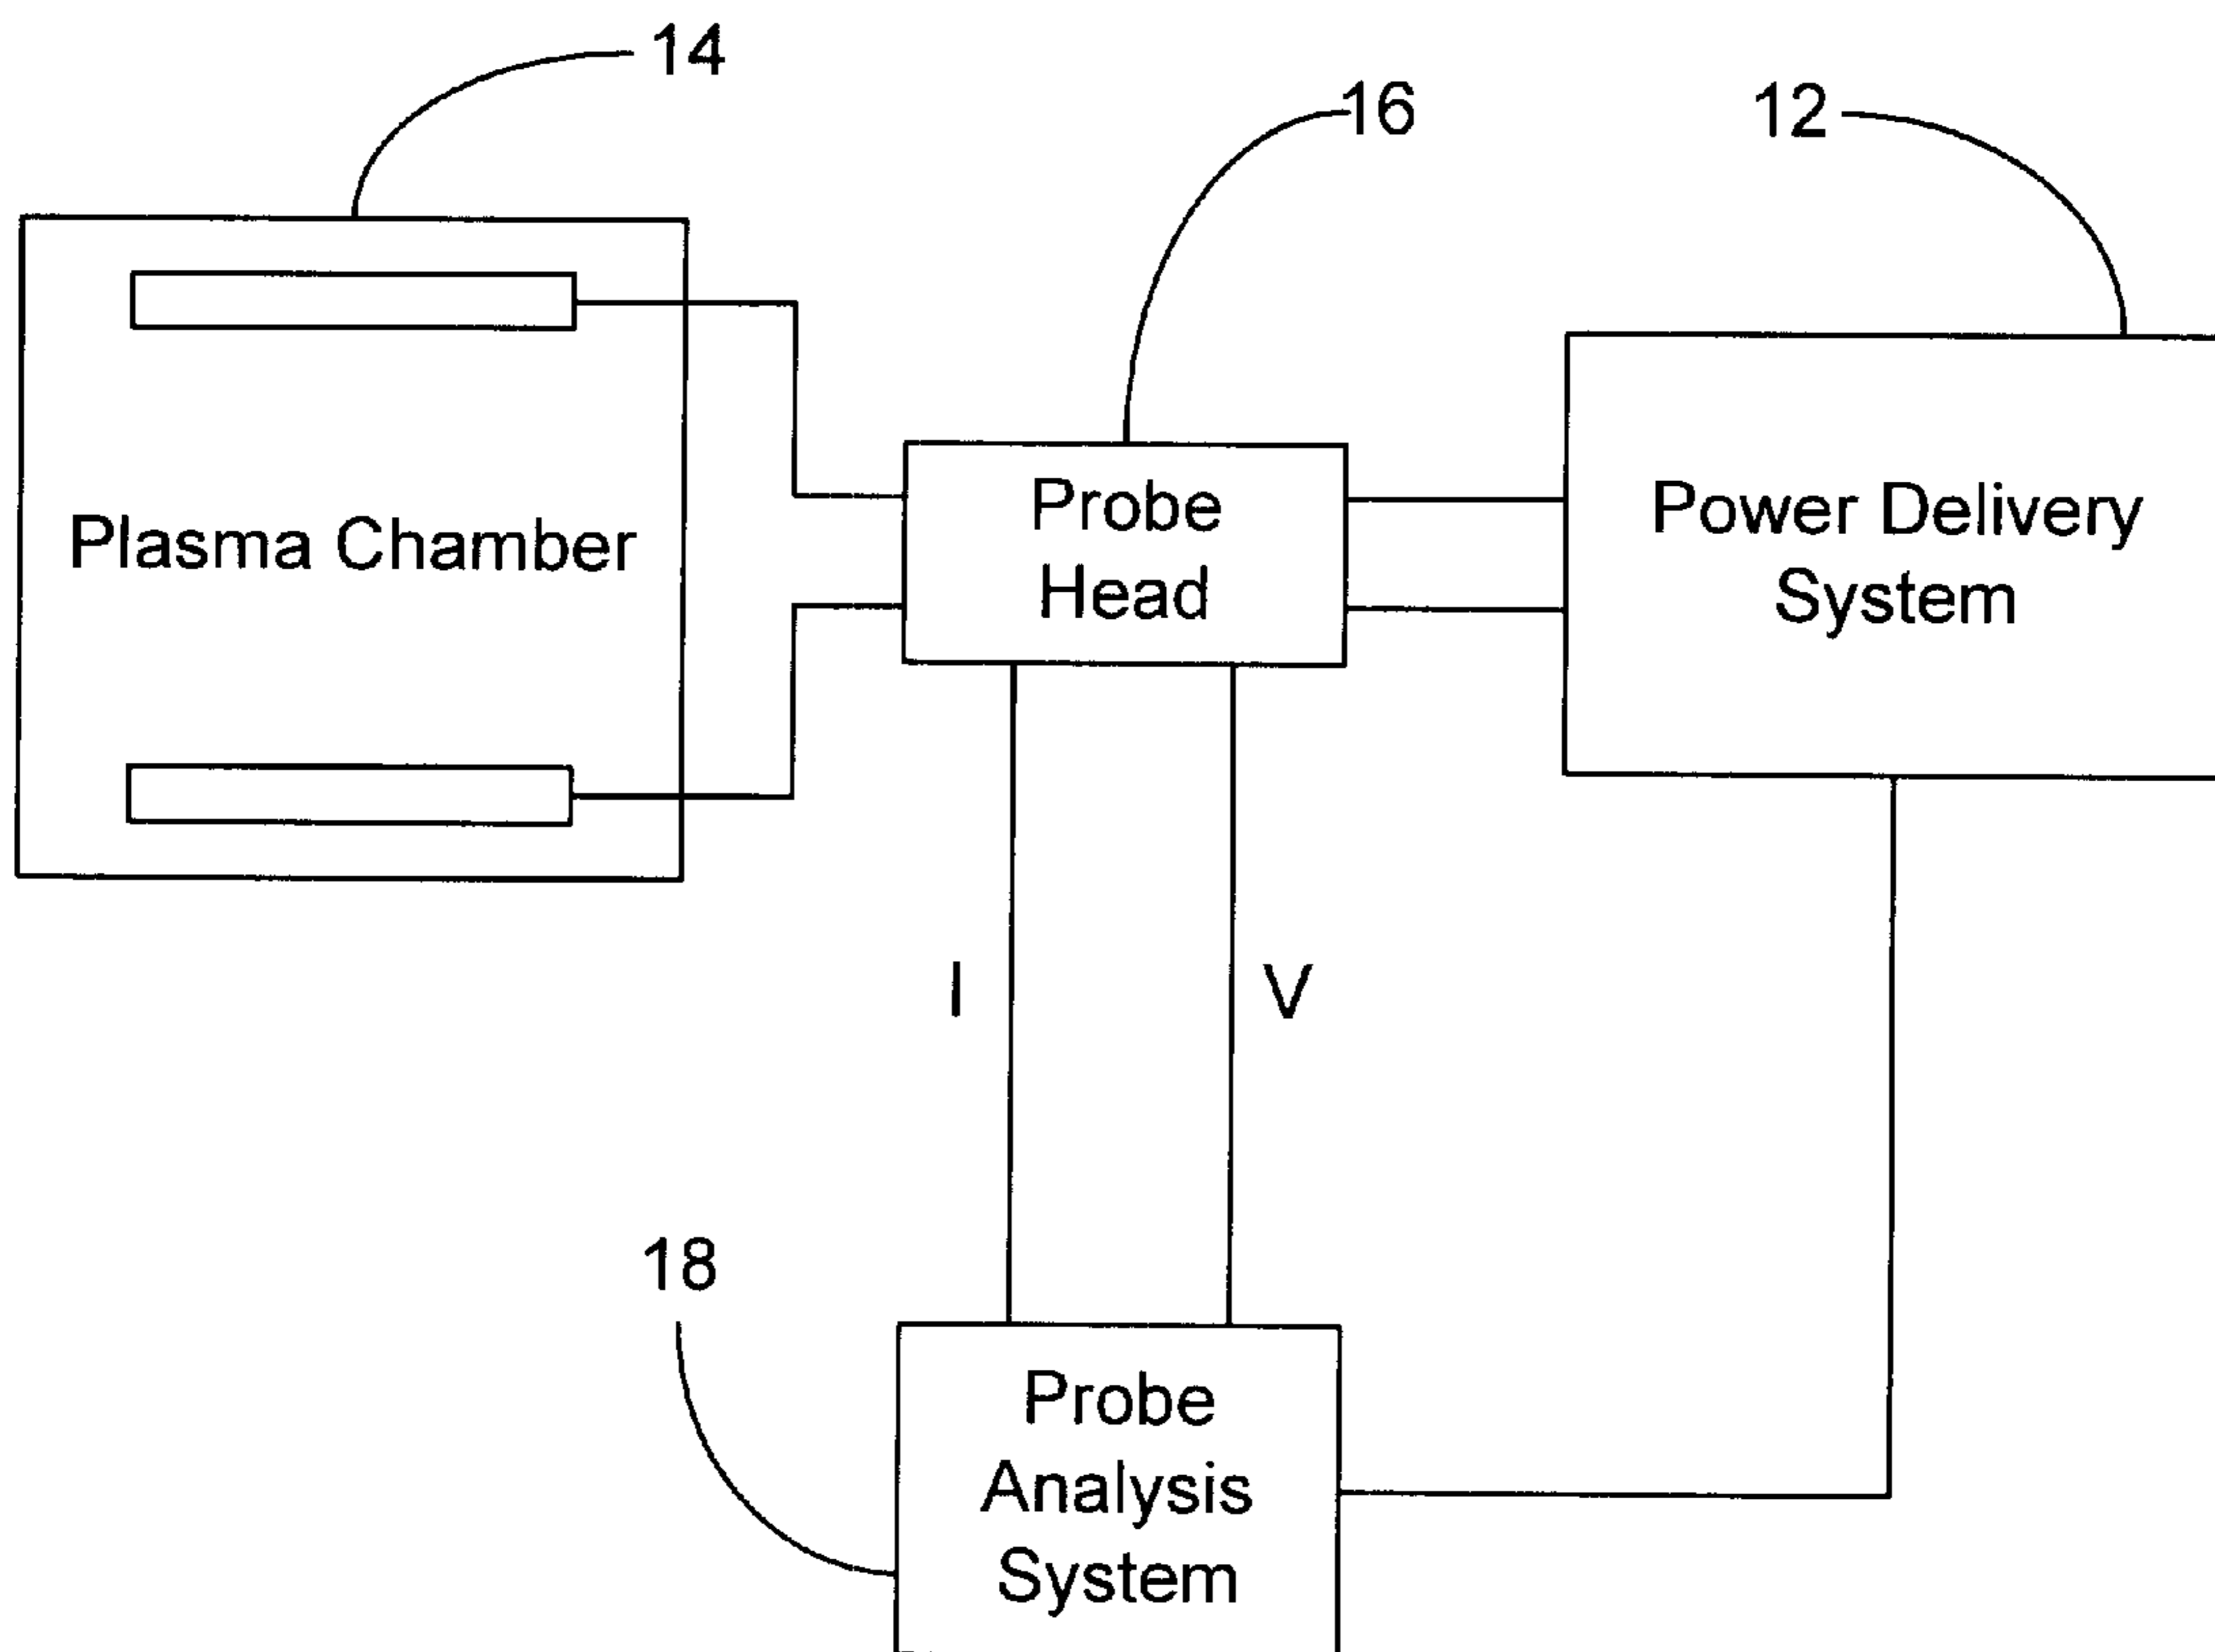 14
16
12
Plasma Chamber
Probe
Head
Power Delivery
System
I
V
18
Probe
Analysis
System